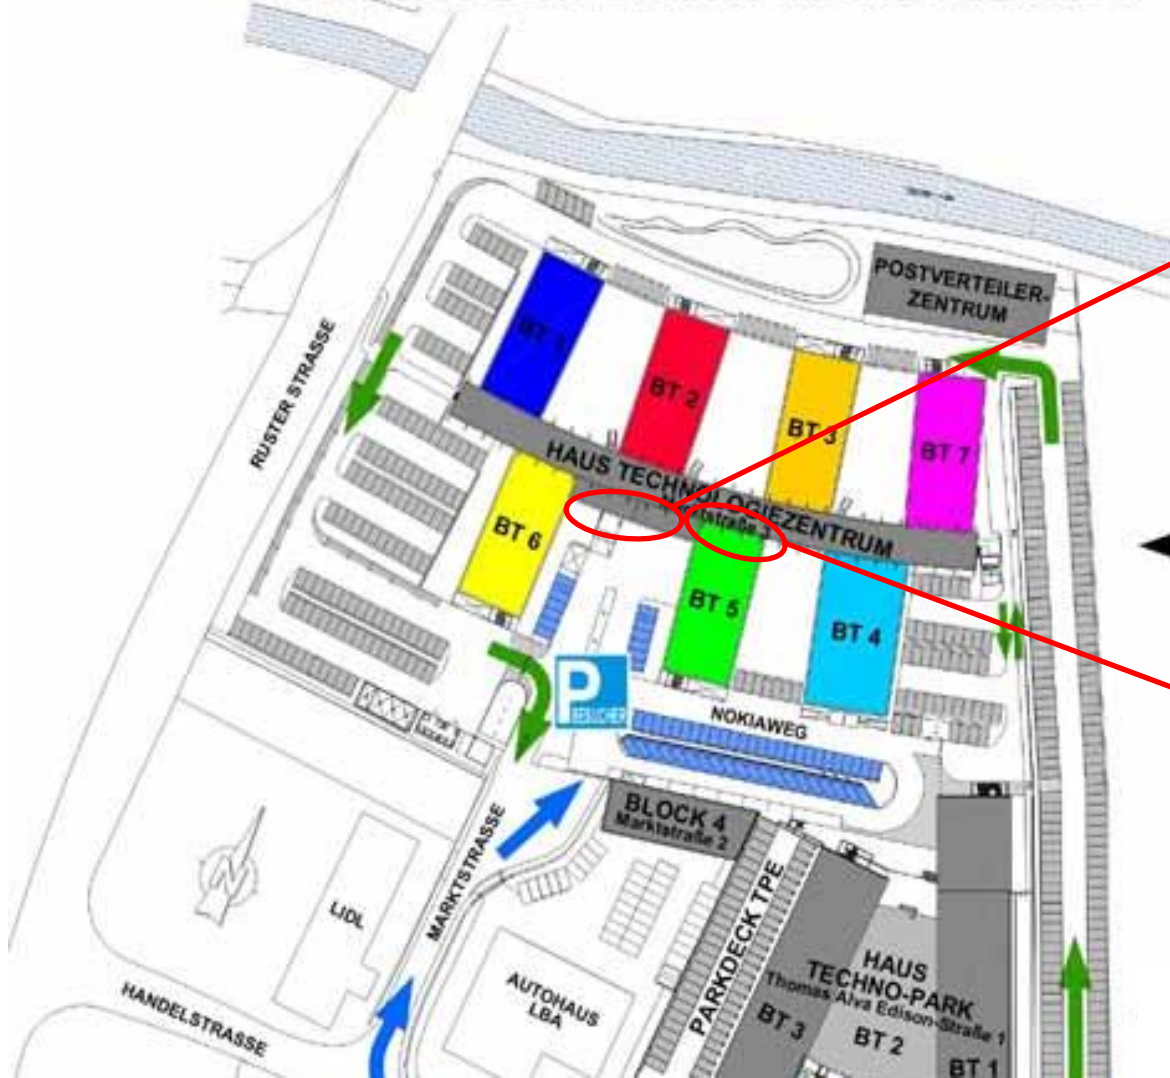 POSTVERTEILER-
ZENTRUM
RUSTER STRASSE
BT 1
BT 2
BT 3
BT 7
HAUS TECHNOLOGIEZENTRUM
BT 6
BT 5
BT 4
P
BESUCHER
NOKIAWEG
BLOCK 4
Marktstraße 2
MARKTSTRASSE
N
LIDL
PARKDECK TPE
AUTOHAUS
LBA
HAUS
TECHNO-PARK
Thomas Alva Edison-Straße 1
BT 3
BT 2
BT 1
HANDELSTRASSE